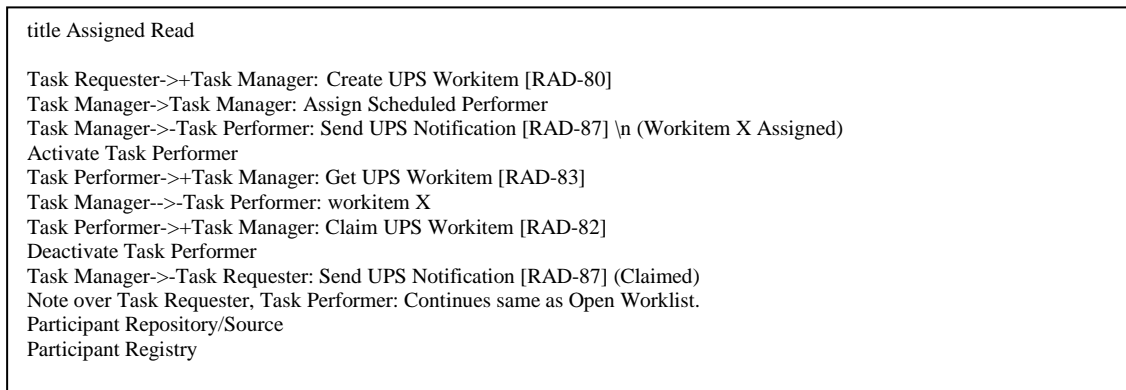 title Assigned Read
Task Requester->+Task Manager: Create UPS Workitem [RAD-80]
Task Manager->Task Manager: Assign Scheduled Performer
Task Manager->-Task Performer: Send UPS Notification [RAD-87] \n (Workitem X Assigned)
Activate Task Performer
Task Performer->+Task Manager: Get UPS Workitem [RAD-83]
Task Manager-->-Task Performer: workitem X
Task Performer->+Task Manager: Claim UPS Workitem [RAD-82]
Deactivate Task Performer
Task Manager->-Task Requester: Send UPS Notification [RAD-87] (Claimed)
Note over Task Requester, Task Performer: Continues same as Open Worklist.
Participant Repository/Source
Participant Registry